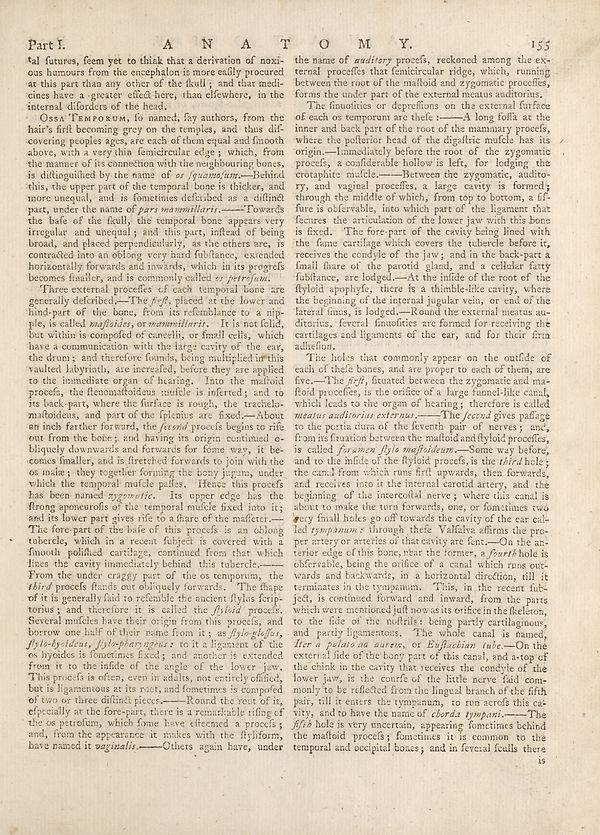 Part I. A N A T O M Y. 155
tal futures, feem yet to think that a derivation of noxi-
ous humours from the encephalon is more eafily procured
at this part than any other of the fkull; and that medi-
cines have a greater effect here, than elfewhere, in the
internal diforders of the head.
OSSA TEMPORUM, fo named, fay authors, from the
hair's firft becoming grey on the temples, and thus dif-
covering peoples ages, are each of them equal and fmooth
above, with a very thin femicircular edge; which, from
the manner of its connection with the neighbouring bones,
is diftinguifhed by the name of os fquamofum.—Behind
this, the upper part of the temporal bone is thicker, and
more unequal, and is fometimes defcribed as a diftinct
part, under the name of pars mammillaris.—Towards
the bafe of the fkull, the temporal bone appears very
irregular and unequal; and this part, inftead of being
broad, and placed perpendicularly, as the others are, is
contracted into an oblong very hard fubftance, extended
horizontally forwards and inwards, which in its progrefs
becomes fmaller, and is commonly called os petrofum.
Three external proceffes of each temporal bone are
generally defcribed.—The firft, placed at the lower and
hind-part of the bone, from its refemblance to a nip-
ple, is called maftoides, or mammillaris. It is not folid,
but within is compofed of cancelli, or fmall cells, which
have a communication with the large cavity of the ear,
the drum; and therefore founds, being multiplied in this
vaulted labyrinth, are increafed, before they are applied
to the immediate organ of hearing. Into the maftoid
procefs, the fternomaftoideus mufcle is inferted; and to
its back-part, where the furface is rough, the trachelo-
maftoideus, and part of the fplenius are fixed.—About
an inch farther forward, the fecond procefs begins to rife
out from the bone; and having its origin continued o-
bliquely downwards and forwards for fome way, it be-
comes fmaller, and is ftretched forwards to join with the
os malæ; they together forming the bony jugum, under
which the temporal mufcle paffes. Hence this procefs
has been named zygomatic. Its upper edge has the
ftrong aponeurofis of the temporal mufcle fixed into it;
and its lower part gives rife to a fhare of the maffeter.—
The fore-part of the bafe of this procefs is an oblong
tubercle, which in a recent fubject is covered with a
fmooth polifhed cartilage, continued from that which
lines the cavity immediately behind this tubercle.—
From the under craggy part of the os temporum, the
third procefs ftands out obliquely forwards. The fhape
of it is generally faid to refemble the ancient ftylus fcrip-
torius; and therefore it is called the ftyloid procefs.
Several mufcles have their origin from this procefs, and
borrow one half of their name from it; as ftylo-gloffus,
ftylo-hyoideus, ftylo-pharyngeus: to it a ligament of the
os hyoides is fometimes fixed; and another is extended
from it to the infide of the angle of the lower jaw.
This procefs is often, even in adults, not entirely offified,
but is ligamentous at its root, and fometimes is compofed
of two or three diftinct pieces.—Round the root of it,
efpecially at the fore-part, there is a remarkable rifing of
the os petrofum, which fome have efteemed a procefs;
and, from the appearance it makes with the ftyliform,
have named it vaginalis.—Others again have, under
the name of auditory procefs, reckoned among the ex-
ternal proceffes that femicircular ridge, which, running
between the root of the maftoid and zygomatic proceffes,
forms the under part of the external meatus auditorius.
The finuofities or depreffions on the external furface
of each os temporum are thefe:—A long foffa at the
inner and back part of the root of the mammary procefs,
where the pofterior head of the digaftric mufcle has its
origin.—Immediately before the root of the zygomatic
procefs, a confiderable hollow is left, for lodging the
crotaphite mufcle.—Between the zygomatic, audito-
ry, and vaginal proceffes, a large cavity is formed;
through the middle of which, from top to bottom, a fif-
fure is obfervable, into which part of the ligament that
fecures the articulation of the lower jaw with this bone
is fixed. The fore-part of the cavity being lined with
the fame cartilage which covers the tubercle before it,
receives the condyle of the jaw; and in the back-part a
fmall fhare of the parotid gland, and a cellular fatty
fubftance, are lodged.—At the infide of the root of the
ftyloid apophyfe, there is a thimble-like cavity, where
the beginning of the internal jugular vein, or end of the
lateral finus, is lodged.—Round the external meatus au-
ditorius, feveral finuofities are formed for receiving the
cartilages and ligaments of the ear, and for their firm
adhefion.
The holes that commonly appear on the outfide of
each of thefe bones, and are proper to each of them, are
five.—The firft, fituated between the zygomatic and ma-
ftoid proceffes, is the orifice of a large funnel-like canal,
which leads to the organ of hearing; therefore is called
meatus auditorius externus.—The fecond gives paffage
to the portia dura of the feventh pair of nerves; and,
from its fituation between the maftoid and ftyloid proceffes,
is called foramen ftylo maftoideum.—Some way before,
and to the infide of the ftyloid procefs, is the third hole;
the canal from which runs firft upwards, then forwards,
and receives into it the internal carotid artery, and the
beginning of the intercoftal nerve; where this canal is
about to make the turn forwards, one, or fometimes two
very fmall holes go off towards the cavity of the ear cal-
led tympanum: through thefe Valfalva affirms the pro-
per artery or arteries of that cavity are fent.—On the an-
terior edge of this bone, near the former, a fourth hole is
obfervable, being the orifice of a canal which runs out-
wards and backwards, in a horizontal direction, till it
terminates in the tympanum. This, in the recent fub-
ject, is continued forward and inward, from the parts
which were mentioned juft now as its orifice in the fkeleton,
to the fide of the noftrils: being partly cartilaginous,
and partly ligamentous. The whole canal is named,
Iter a palato ad aurem, or Euftachian tube.—On the
external fide of the bony part of this canal, and a-top of
the chink in the cavity that receives the condyle of the
lower jaw, is the courfe of the little nerve faid com-
monly to be reflected from the lingual branch of the fifth
pair, till it enters the tympanum, to run acrofs this ca-
vity, and to have the name of chorda tympani.—The
fifth hole is very uncertain, appearing fometimes behind
the maftoid procefs; fometimes it is common to the
temporal and occipital bones; and in feveral fculls there
is